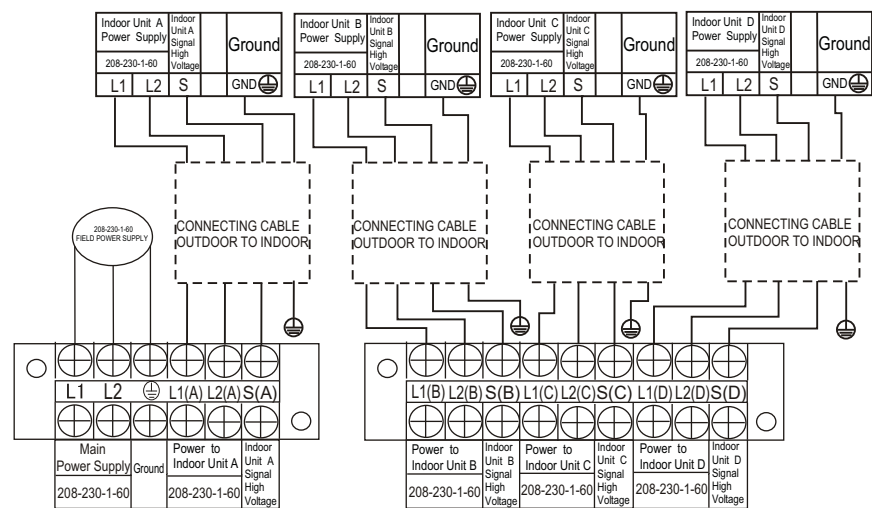 Indoor Unit A
Power Supply
208-230-1-60
Indoor
Unit A
Signal
High
Voltage
Ground
L1 L2 S GND
Indoor Unit B
Power Supply
208-230-1-60
Indoor
Unit B
Signal
High
Voltage
Ground
L1 L2 S GND
Indoor Unit C
Power Supply
208-230-1-60
Indoor
Unit C
Signal
High
Voltage
Ground
L1 L2 S GND
Indoor Unit D
Power Supply
208-230-1-60
Indoor
Unit D
Signal
High
Voltage
Ground
L1 L2 S GND
208-230-1-60
FIELD POWER SUPPLY
CONNECTING CABLE
OUTDOOR TO INDOOR
CONNECTING CABLE
OUTDOOR TO INDOOR
CONNECTING CABLE
OUTDOOR TO INDOOR
CONNECTING CABLE
OUTDOOR TO INDOOR
L1 L2 L1(A) L2(A) S(A)
Main
Power Supply
208-230-1-60
Ground
Power to
Indoor Unit A
208-230-1-60
Indoor
Unit A
Signal
High
Voltage
L1(B) L2(B) S(B) L1(C) L2(C) S(C) L1(D) L2(D) S(D)
Power to
Indoor Unit B
208-230-1-60
Indoor
Unit B
Signal
High
Voltage
Power to
Indoor Unit C
208-230-1-60
Indoor
Unit C
Signal
High
Voltage
Power to
Indoor Unit D
208-230-1-60
Indoor
Unit D
Signal
High
Voltage